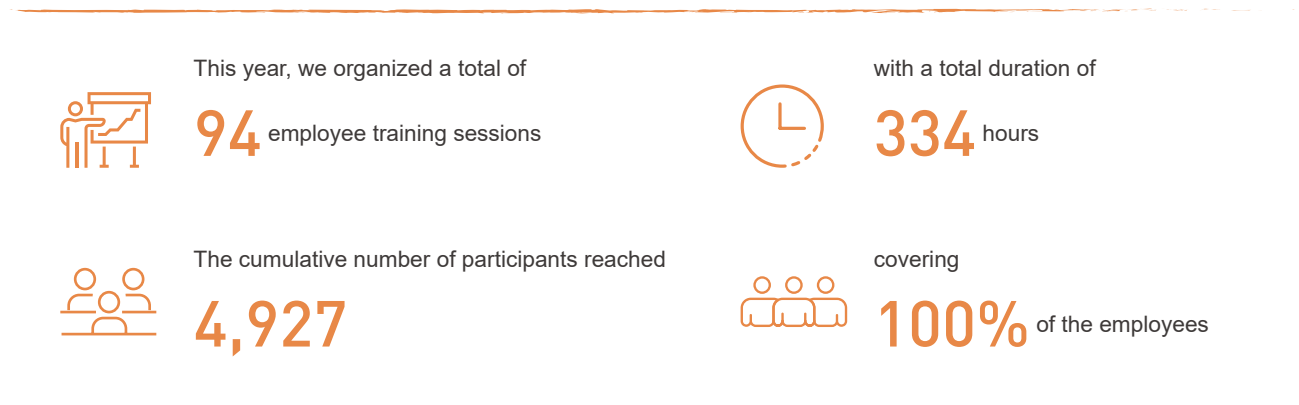 This year, we organized a total of
94 employee training sessions
with a total duration of
334 hours
The cumulative number of participants reached
4,927
covering
100% of the employees